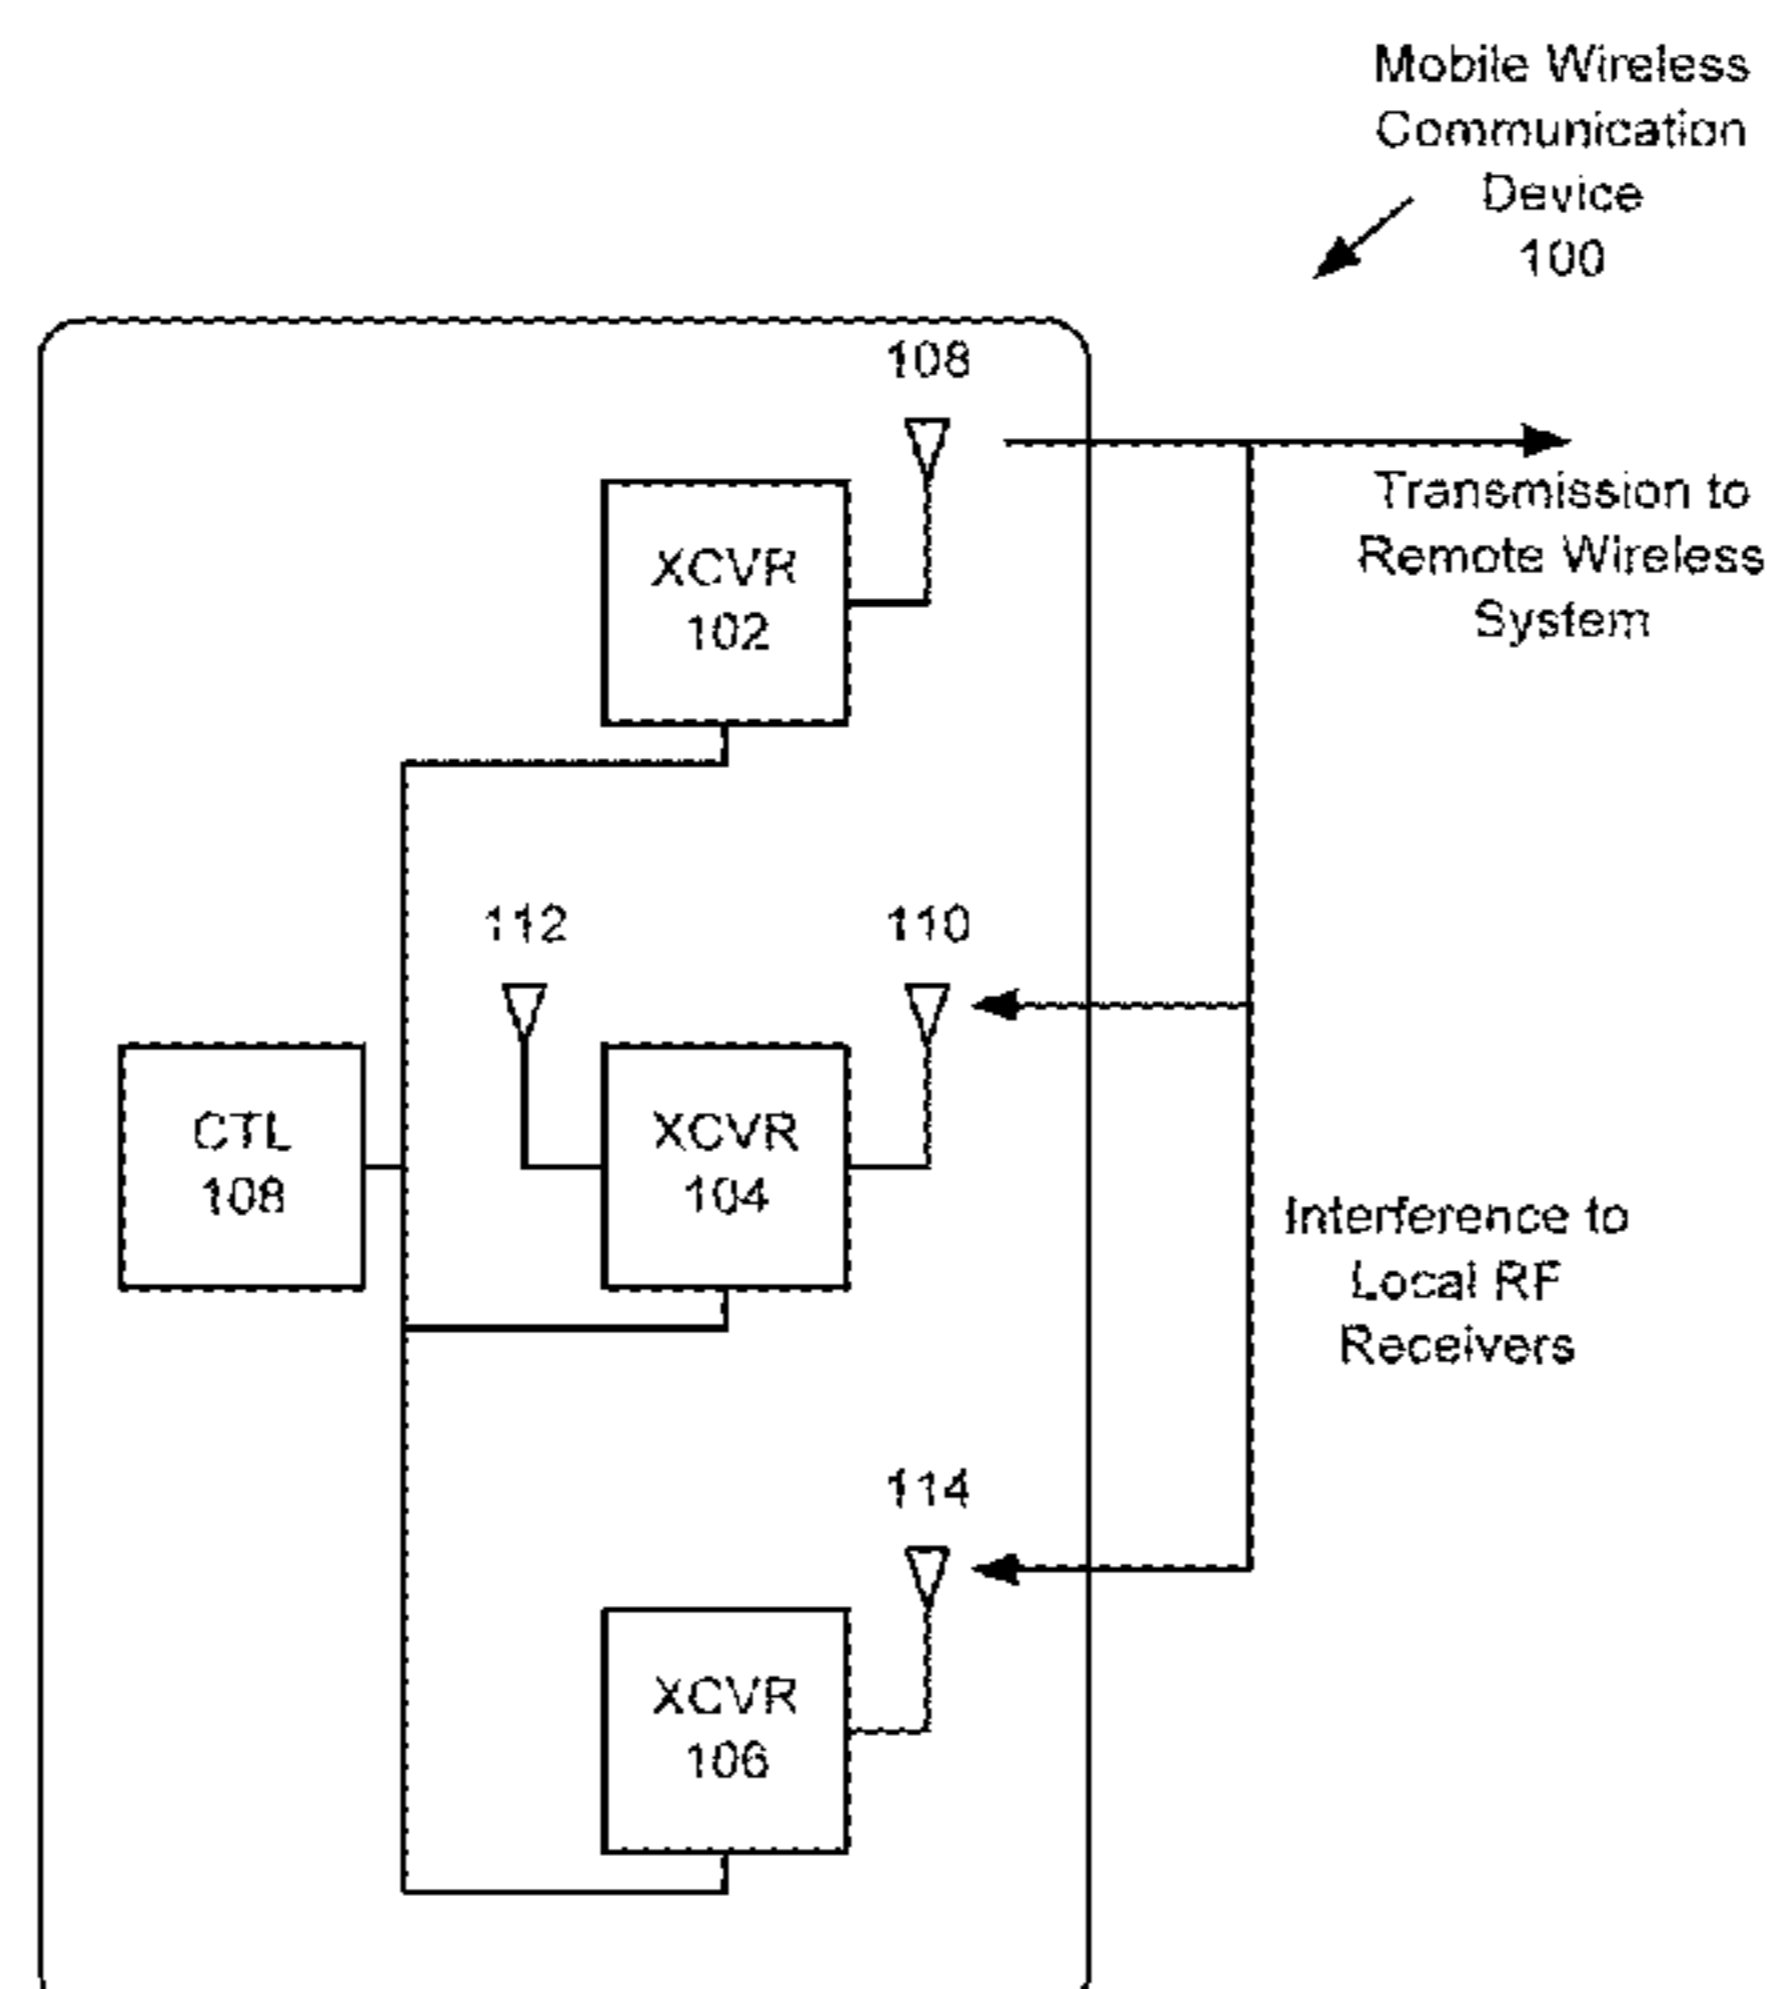 Mobile Wireless
Communication
Device
100
108
Transmission to
Remote Wireless
System
XCVR
102
112
110
CTL
108
XCVR
104
Interference to
Local RF
Receivers
114
XCVR
106